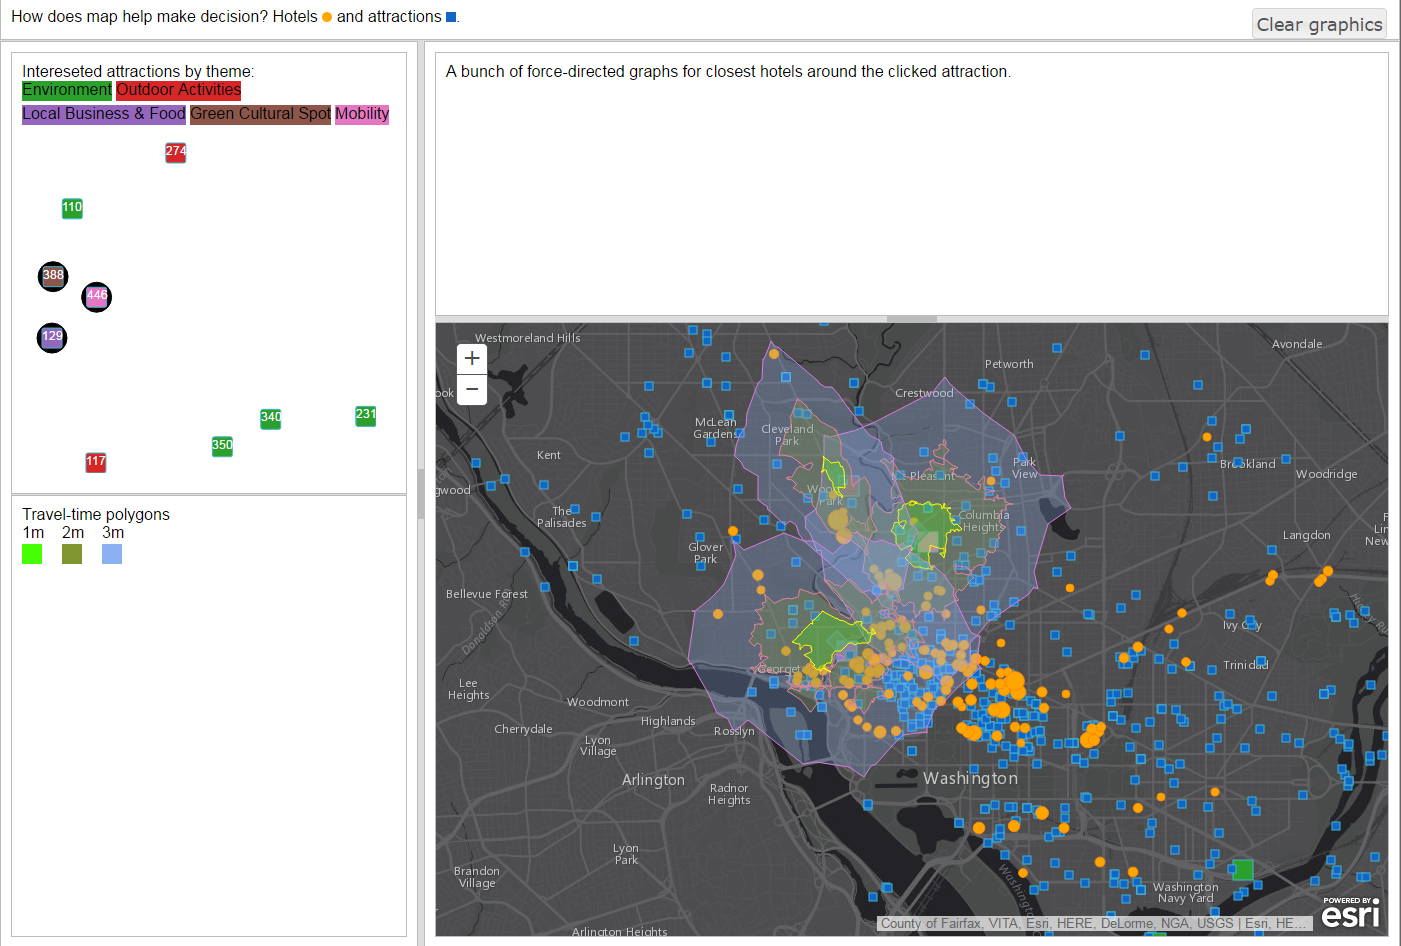 How does map help make decision? Hotels and attractions .
Clear graphics
Intereseted attractions by theme:
Environment Outdoor Activities
Local Business & Food Green Cultural Spot Mobility
274
110
388
446
129
340
231
350
117
Travel-time polygons
1m 2m 3m
A bunch of force-directed graphs for closest hotels around the clicked attraction.
+
−
Westmoreland Hills
Avondale
Petworth
Crestwood
ook
McLean
Gardens
Cleveland
Park
Kent
Park
View
Brookland
Woodridge
gwood
Mt Pleasant
Woodley
Park
The
Palisades
Columbia
Heights
Langdon
New
Glover
Park
Bellevue Forest
Donaldson R
Ivy City
Trinidad
Georget
Lee
Heights
Woodmont
Highlands
Cherrydale
Rosslyn
Lyon
Village
Arlington
Washington
Radnor
Heights
Lyon
Park
Brandon
Village
Washington
Washington
Navy Yard
Arlington Heights
County of Fairfax, VITA, Esri, HERE, DeLorme, NGA, USGS | Esri, HE...
POWERED BY
esri